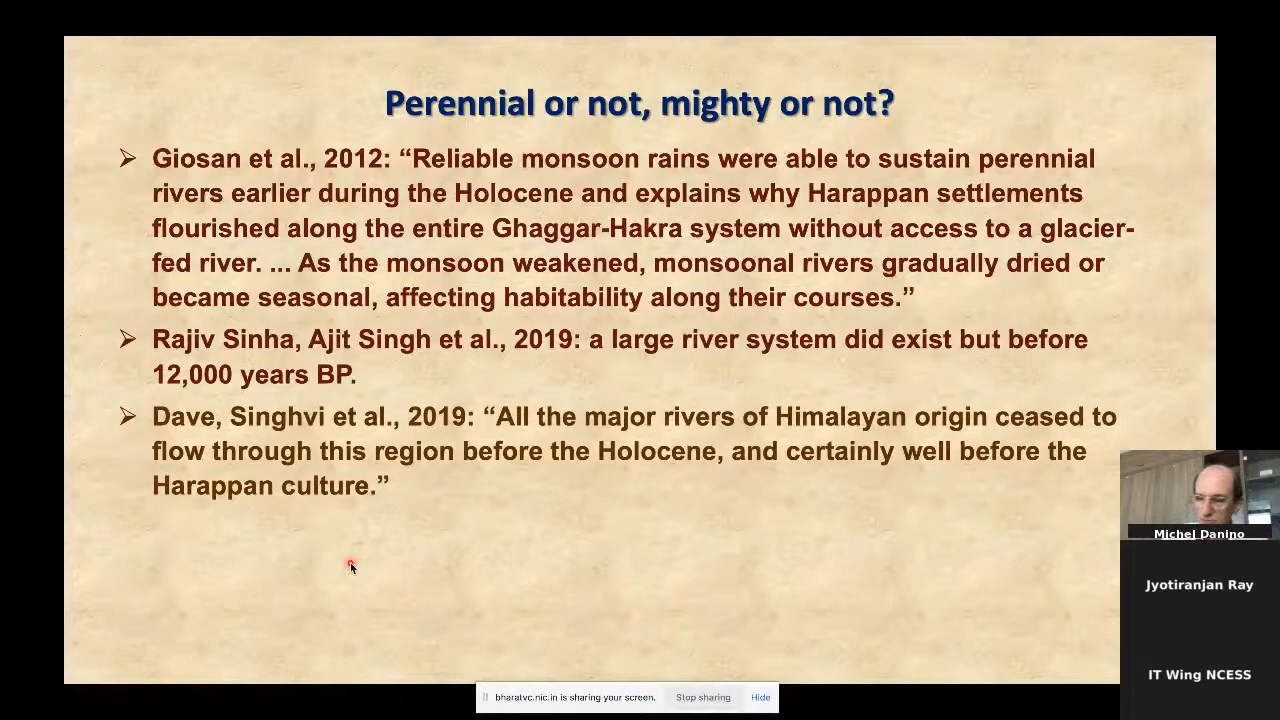 Perennial or not, mighty or not?
➢ Giosan et al., 2012: “Reliable monsoon rains were able to sustain perennial
rivers earlier during the Holocene and explains why Harappan settlements
flourished along the entire Ghaggar-Hakra system without access to a glacier-
fed river. ... As the monsoon weakened, monsoonal rivers gradually dried or
became seasonal, affecting habitability along their courses.”
➢ Rajiv Sinha, Ajit Singh et al., 2019: a large river system did exist but before
12,000 years BP.
➢ Dave, Singhvi et al., 2019: “All the major rivers of Himalayan origin ceased to
flow through this region before the Holocene, and certainly well before the
Harappan culture.”
Michel Danino
Jyotiranjan Ray
IT Wing NCESS
bharatvc.nic.in is sharing your screen. Stop sharing Hide